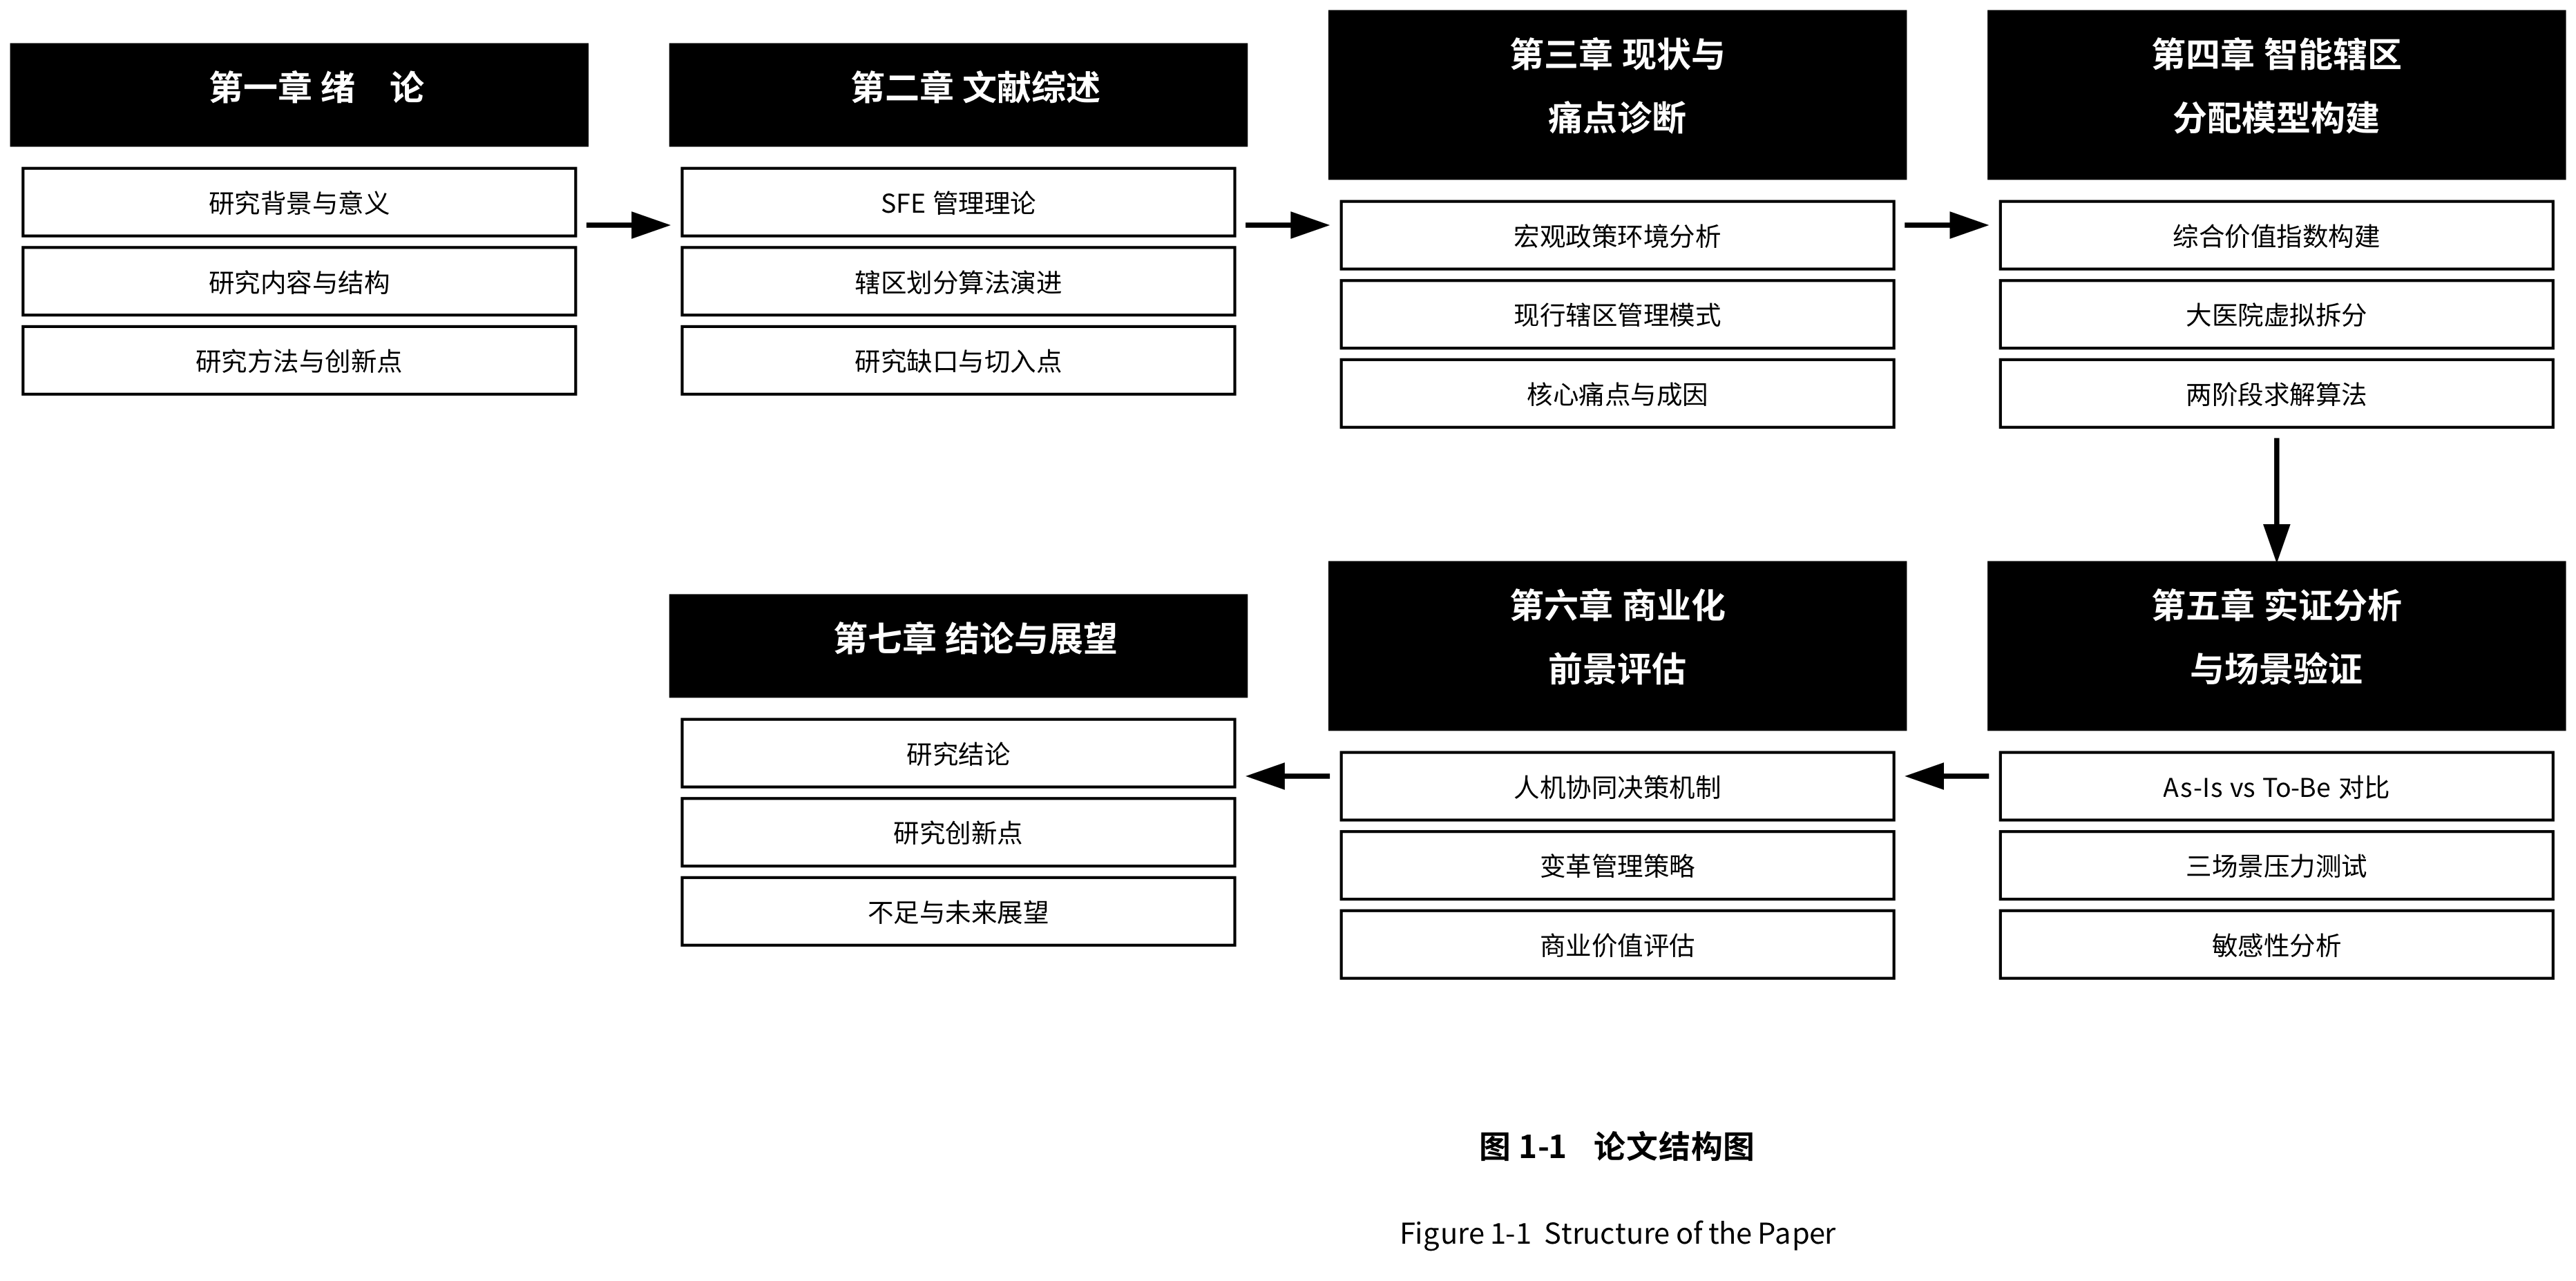 第一章 绪　论
研究背景与意义
研究内容与结构
研究方法与创新点
第二章 文献综述
SFE 管理理论
辖区划分算法演进
研究缺口与切入点
第三章 现状与
痛点诊断
宏观政策环境分析
现行辖区管理模式
核心痛点与成因
第四章 智能辖区
分配模型构建
综合价值指数构建
大医院虚拟拆分
两阶段求解算法
第五章 实证分析
与场景验证
As-Is vs To-Be 对比
三场景压力测试
敏感性分析
第六章 商业化
前景评估
人机协同决策机制
变革管理策略
商业价值评估
第七章 结论与展望
研究结论
研究创新点
不足与未来展望
图 1-1　论文结构图
Figure 1-1 Structure of the Paper